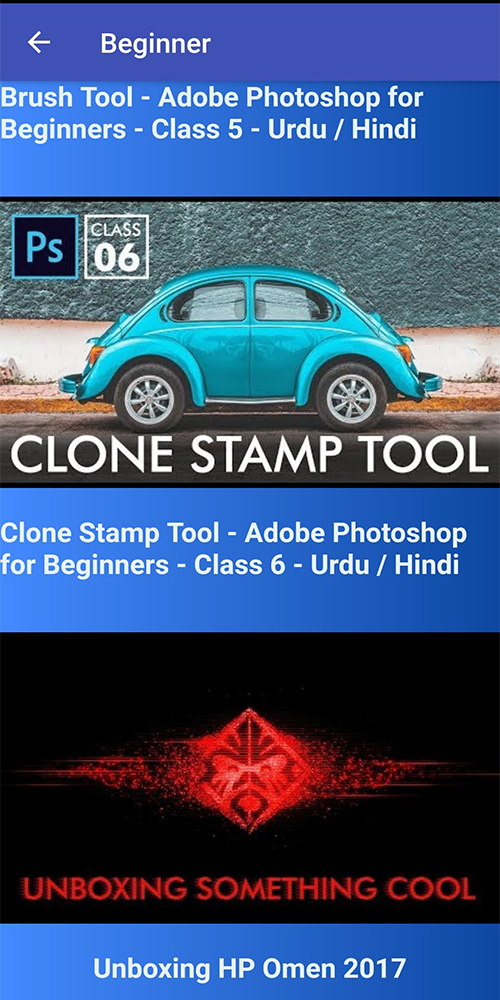 Beginner
Brush Tool - Adobe Photoshop for
Beginners - Class 5 - Urdu / Hindi
Ps
CLASS
06
CLONE STAMP TOOL
Clone Stamp Tool - Adobe Photoshop
for Beginners - Class 6 - Urdu / Hindi
UNBOXING SOMETHING COOL
Unboxing HP Omen 2017